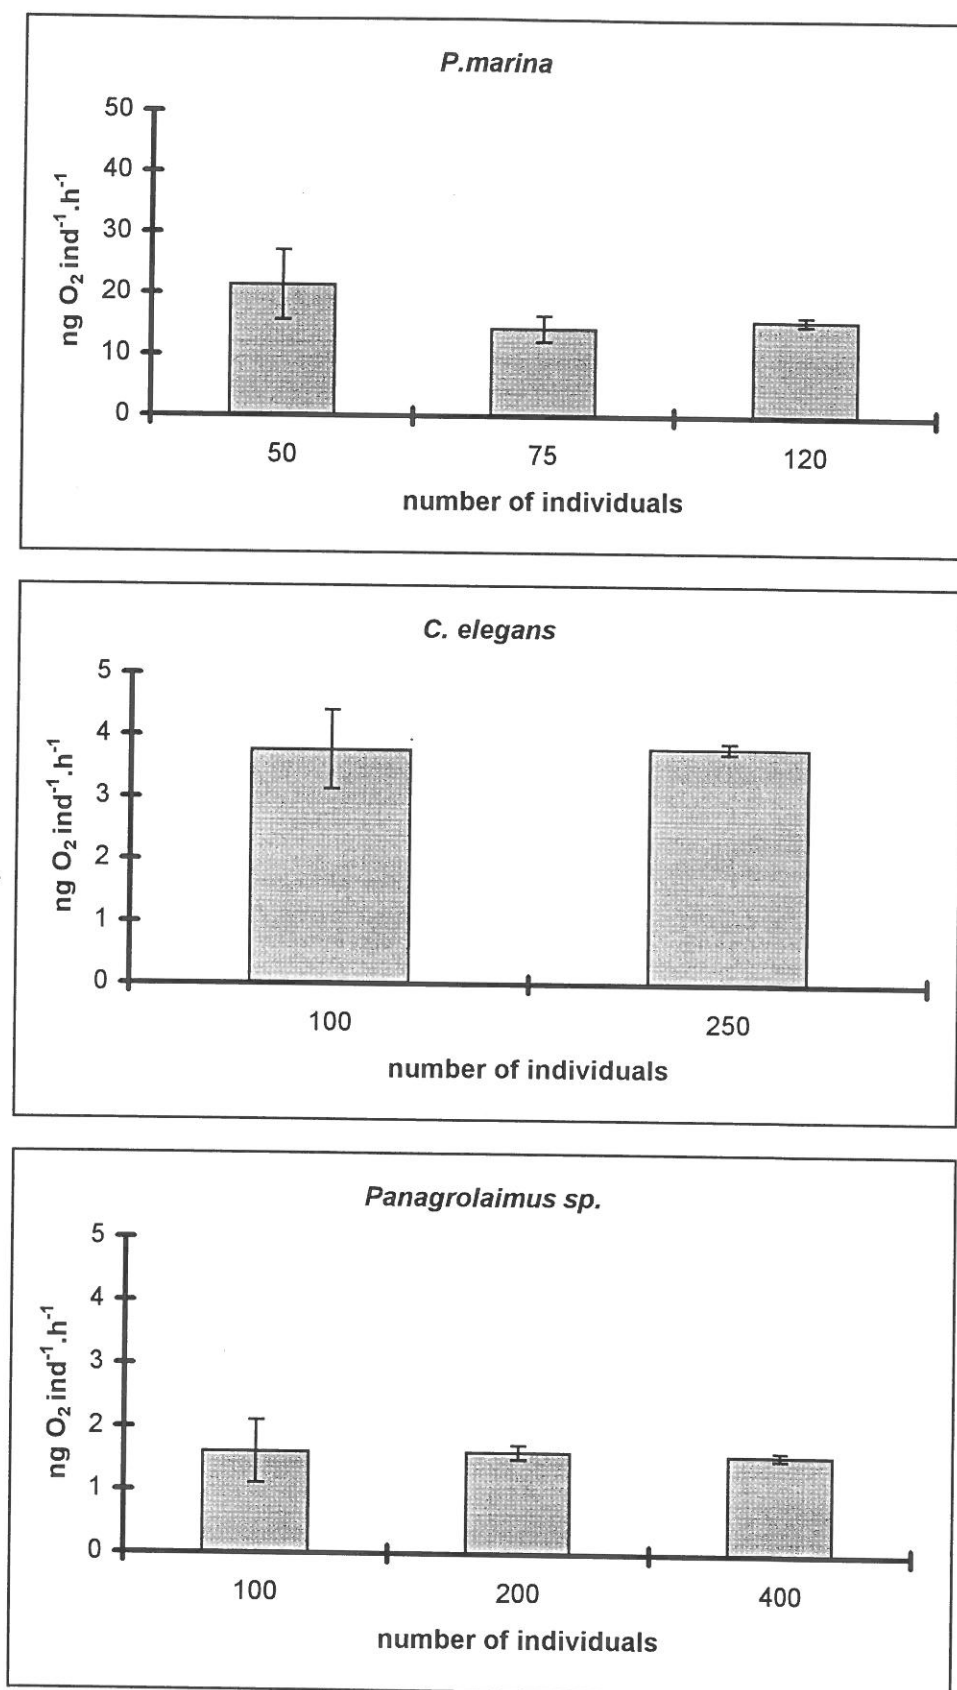 P.marina
50
40
30
20
10
0
ng O₂ ind⁻¹.h⁻¹
50 75 120
number of individuals
C. elegans
5
4
3
2
1
0
ng O₂ ind⁻¹.h⁻¹
100 250
number of individuals
Panagrolaimus sp.
5
4
3
2
1
0
ng O₂ ind⁻¹.h⁻¹
100 200 400
number of individuals